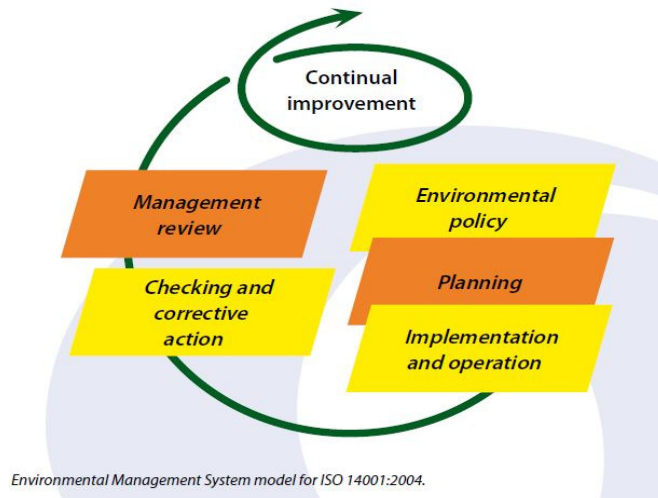 Continual
improvement
Management
review
Environmental
policy
Checking and
corrective
action
Planning
Implementation
and operation
Environmental Management System model for ISO 14001:2004.